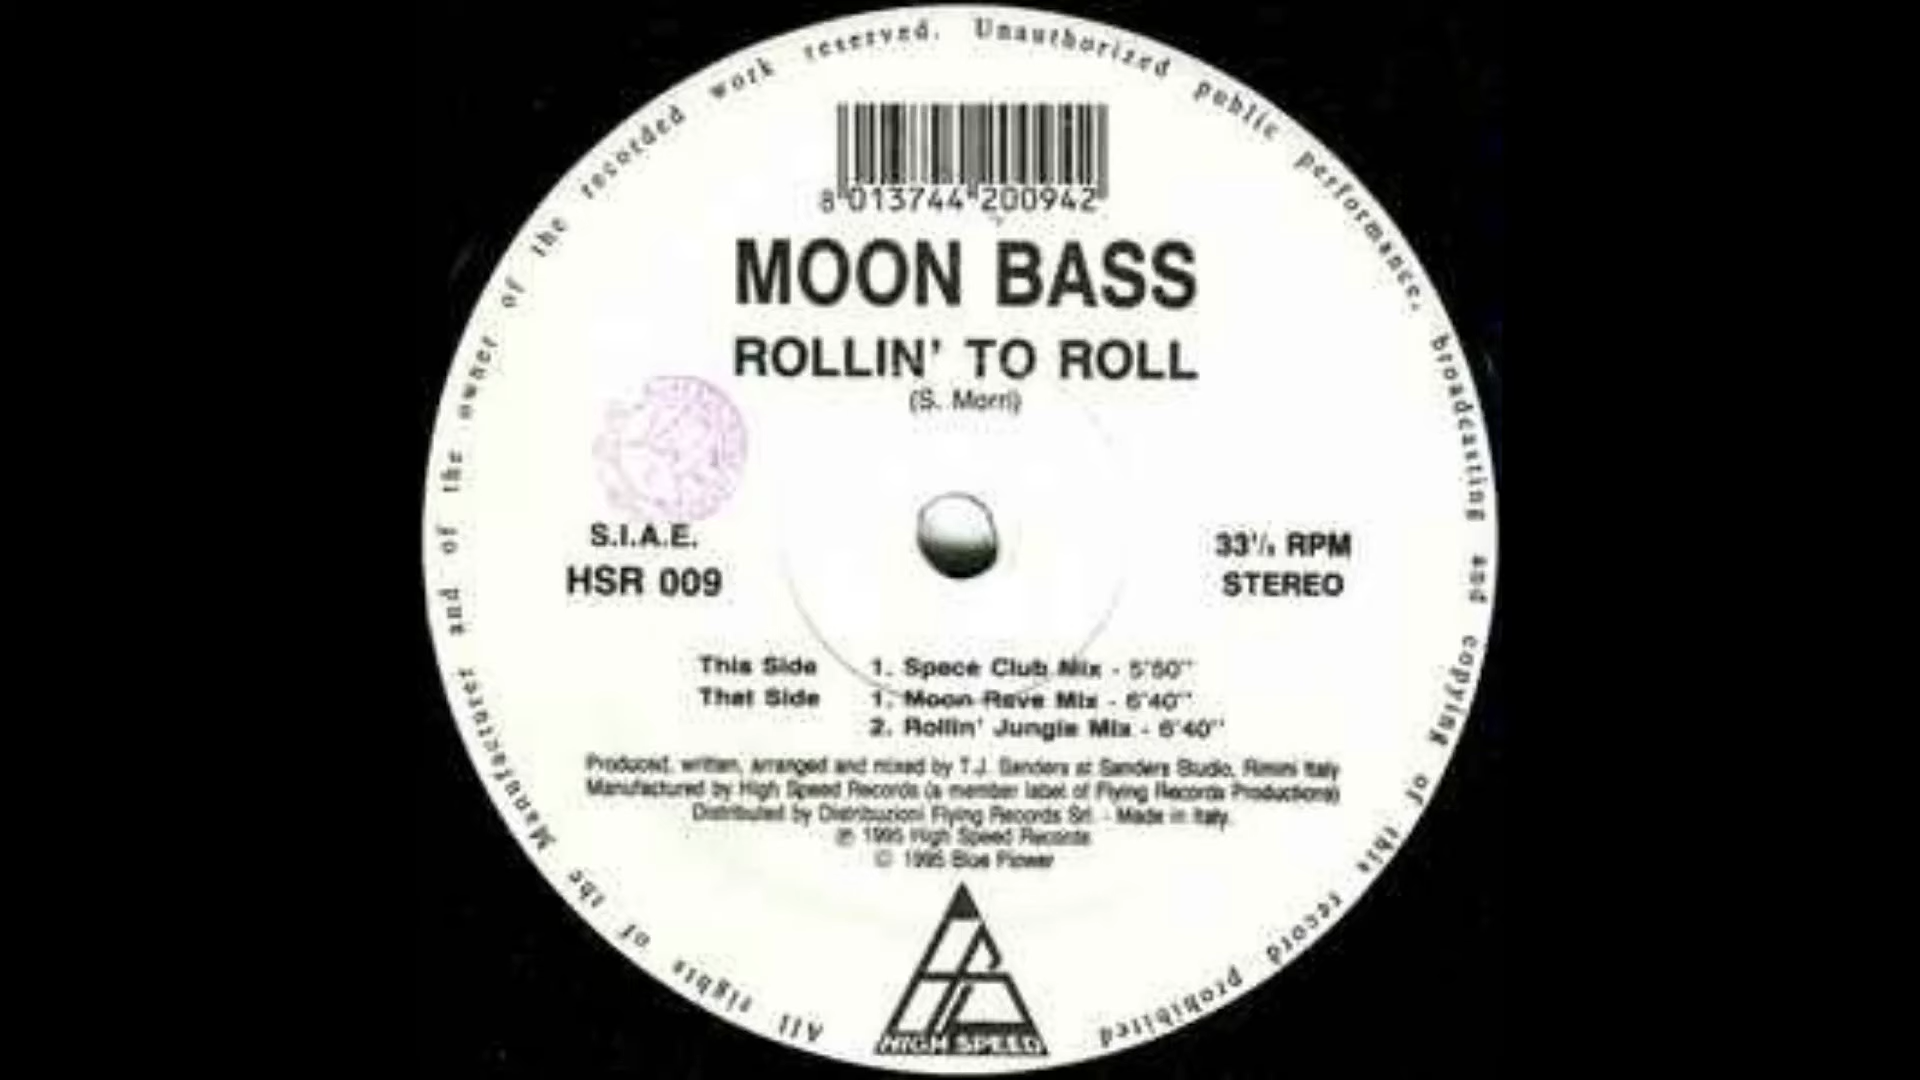 8 013744 200942
MOON BASS
ROLLIN' TO ROLL
(S. Morri)
S.I.A.E.
HSR 009
33⅓ RPM
STEREO
This Side 1. Space Club Mix - 5'50''
That Side 1. Moon Rave Mix - 6'40''
2. Rollin' Jungle Mix - 6'40''
Produced, written, arranged and mixed by T.J. Sanders at Sanders Studio, Rimini Italy
Manufactured by High Speed Records (a member label of Flying Records Productions)
Distributed by Distribuzioni Flying Records Srl. - Made in Italy.
℗ 1995 High Speed Records
© 1995 Blue Flower
HIGH SPEED
All rights of the Manufacturer and of the owner of the recorded work reserved. Unauthorized public performance, broadcasting and copying of this record prohibited